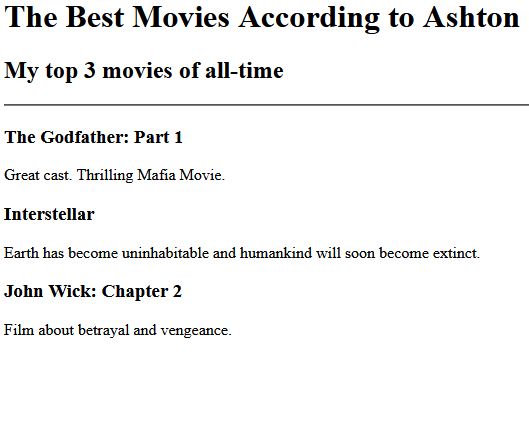 The Best Movies According to Ashton
My top 3 movies of all-time
The Godfather: Part 1
Great cast. Thrilling Mafia Movie.
Interstellar
Earth has become uninhabitable and humankind will soon become extinct.
John Wick: Chapter 2
Film about betrayal and vengeance.